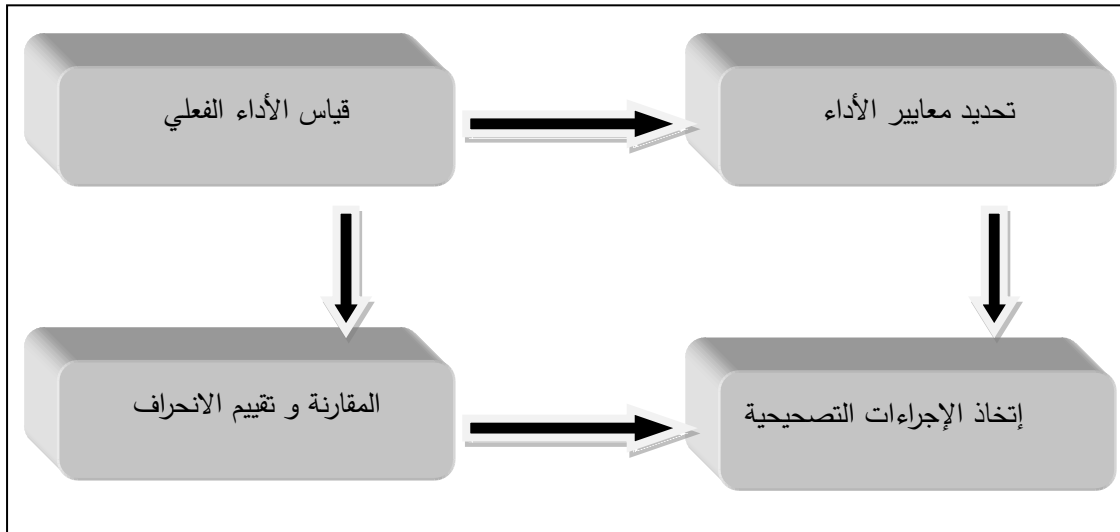 تحديد معايير الأداء
قياس الأداء الفعلي
إتخاذ الإجراءات التصحيحية
المقارنة و تقييم الانحراف